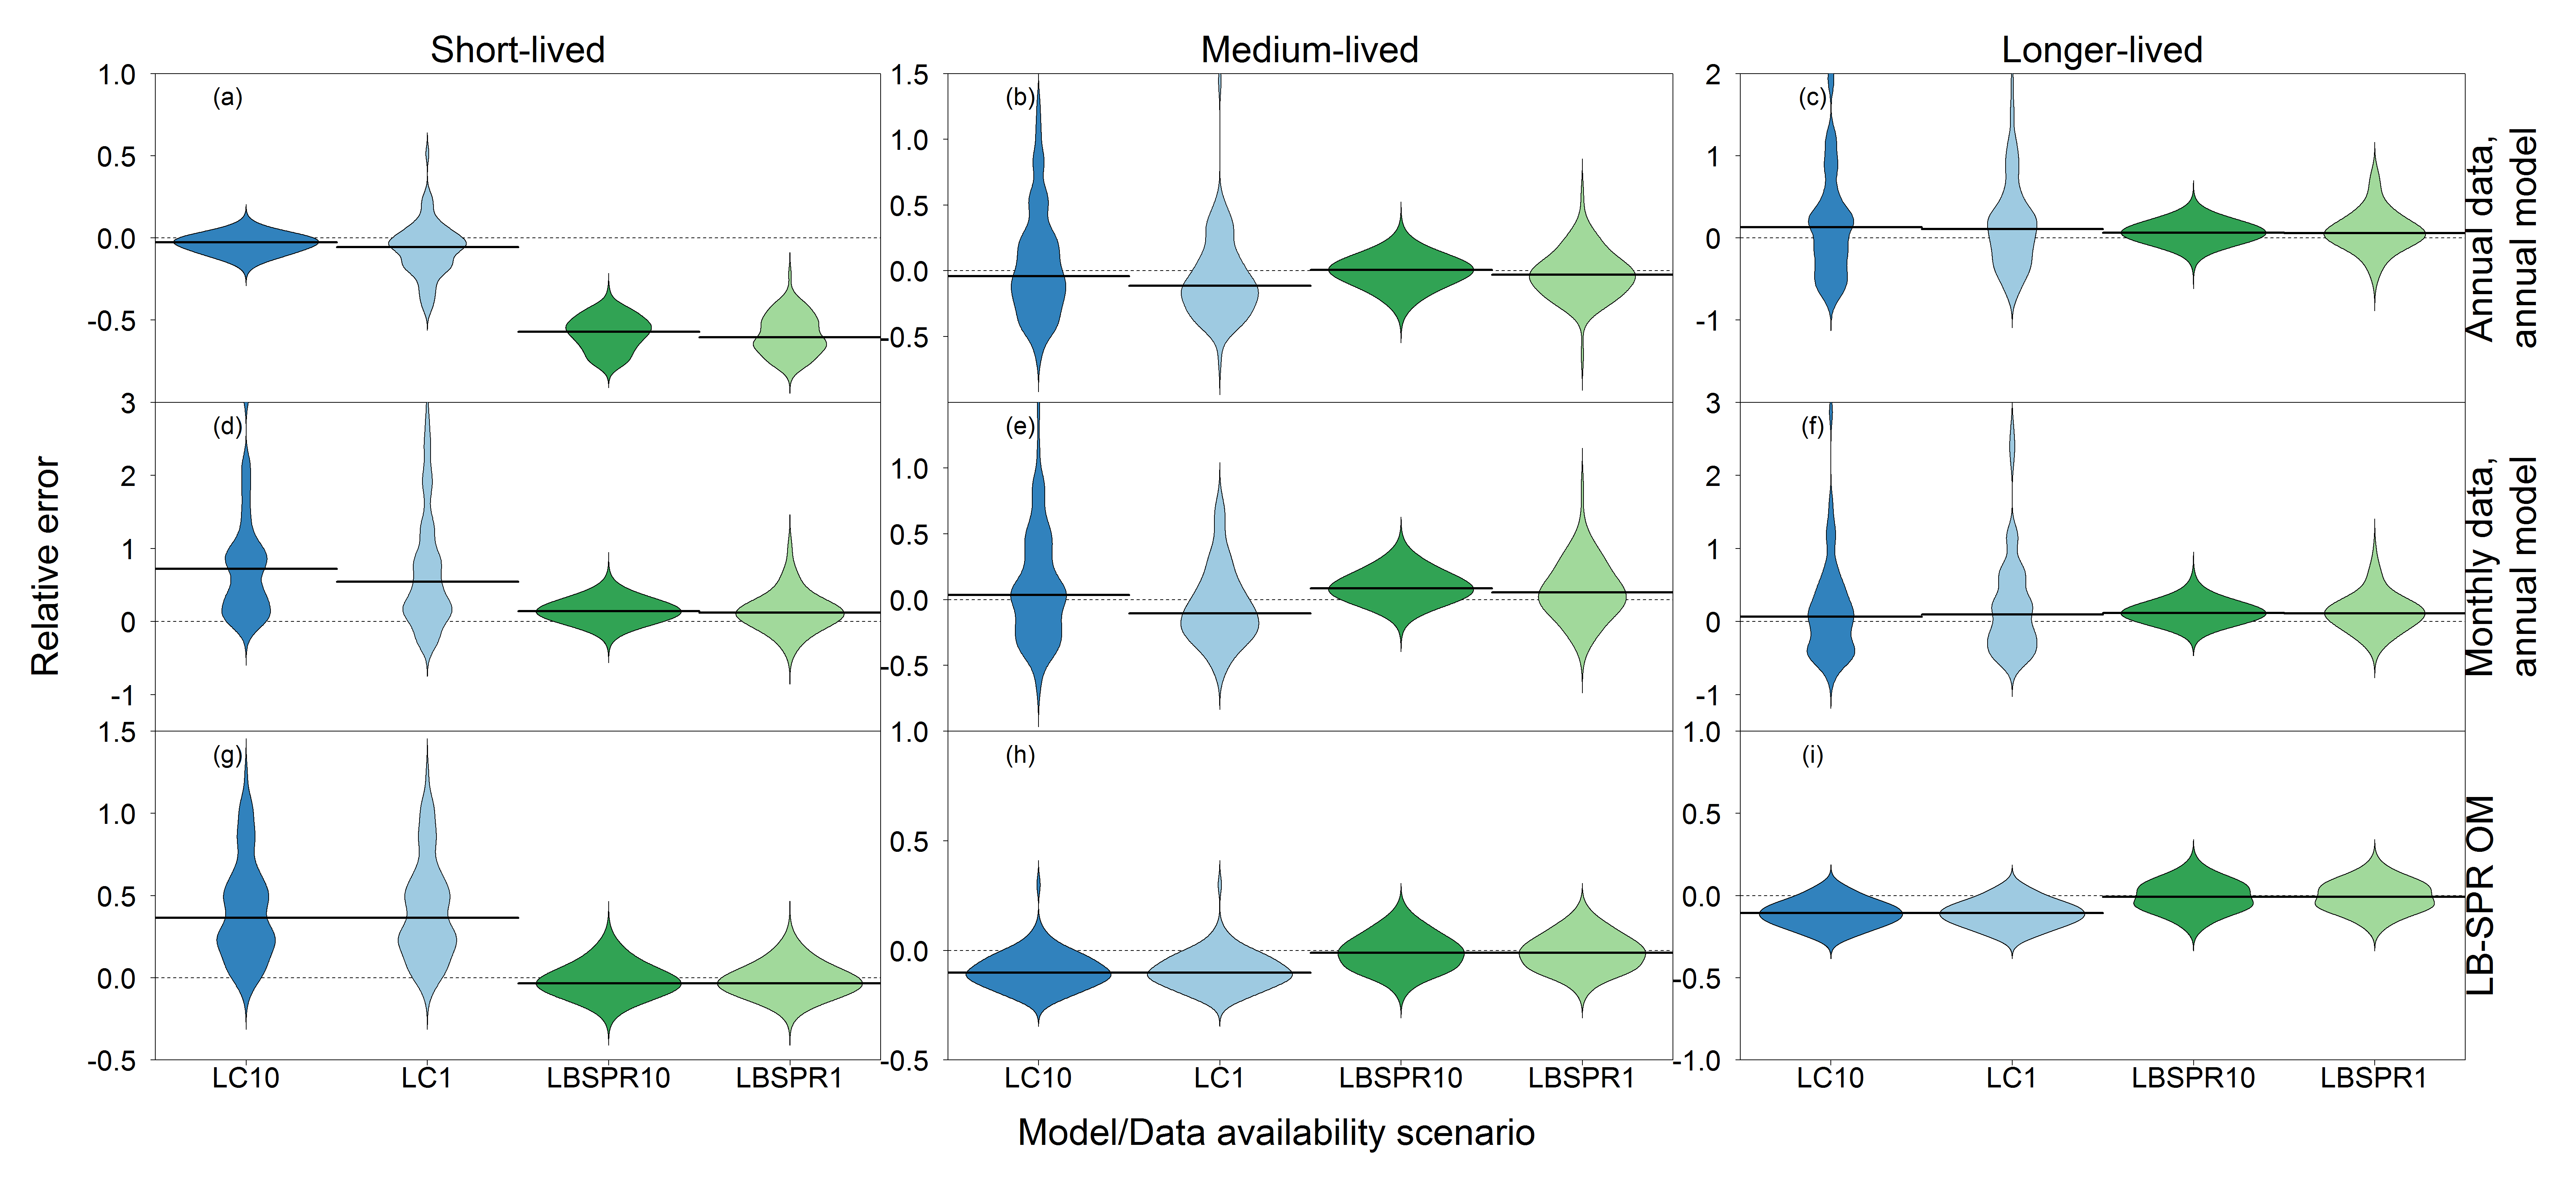 Short-lived
Medium-lived
Longer-lived
1.0
0.5
0.0
-0.5
(a)
1.5
1.0
0.5
0.0
-0.5
(b)
2
1
0
-1
(c)
Annual data,
annual model
3
2
1
0
-1
(d)
1.0
0.5
0.0
-0.5
(e)
3
2
1
0
-1
(f)
Monthly data,
annual model
1.5
1.0
0.5
0.0
-0.5
(g)
1.0
0.5
0.0
-0.5
(h)
1.0
0.5
0.0
-0.5
-1.0
(i)
LB-SPR OM
Relative error
LC10
LC1
LBSPR10
LBSPR1
LC10
LC1
LBSPR10
LBSPR1
LC10
LC1
LBSPR10
LBSPR1
Model/Data availability scenario